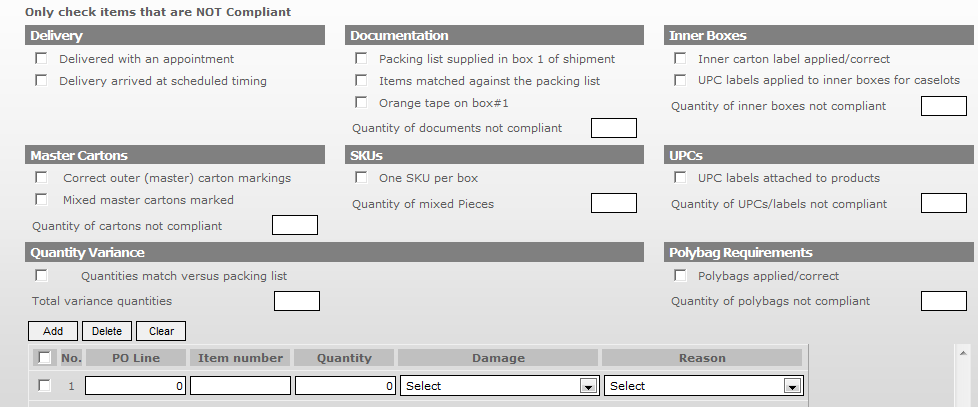 Only check items that are NOT Compliant
Delivery
Delivered with an appointment
Delivery arrived at scheduled timing
Documentation
Packing list supplied in box 1 of shipment
Items matched against the packing list
Orange tape on box#1
Quantity of documents not compliant
Inner Boxes
Inner carton label applied/correct
UPC labels applied to inner boxes for caselots
Quantity of inner boxes not compliant
Master Cartons
Correct outer (master) carton markings
Mixed master cartons marked
Quantity of cartons not compliant
SKUs
One SKU per box
Quantity of mixed Pieces
UPCs
UPC labels attached to products
Quantity of UPCs/labels not compliant
Quantity Variance
Quantities match versus packing list
Total variance quantities
Polybag Requirements
Polybags applied/correct
Quantity of polybags not compliant
Add Delete Clear
No. PO Line Item number Quantity Damage Reason
1 0 0 Select Select